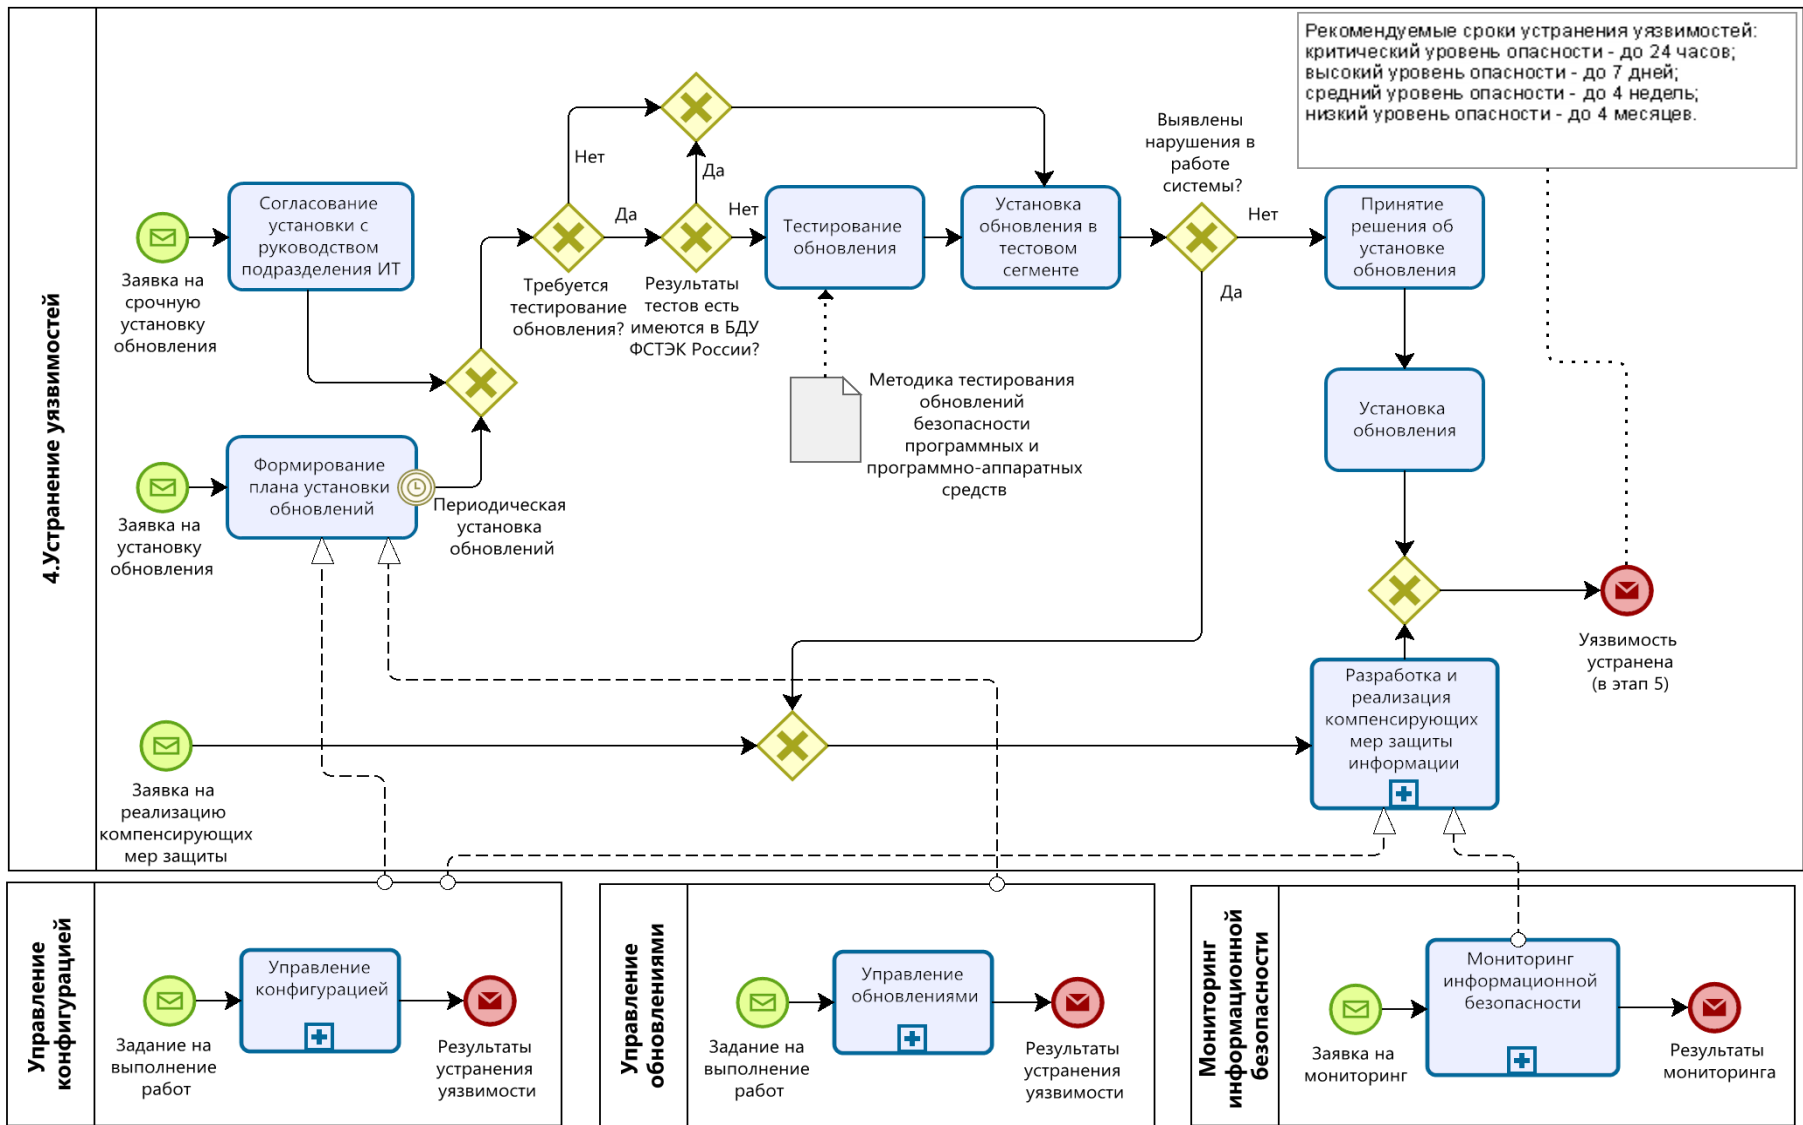 4.Устранение уязвимостей
Рекомендуемые сроки устранения уязвимостей:
критический уровень опасности - до 24 часов;
высокий уровень опасности - до 7 дней;
средний уровень опасности - до 4 недель;
низкий уровень опасности - до 4 месяцев.
Заявка на
срочную
установку
обновления
Согласование
установки с
руководством
подразделения ИТ
Нет
Да
Требуется
тестирование
обновления?
Да
Нет
Результаты
тестов есть
имеются в БДУ
ФСТЭК России?
Тестирование
обновления
Установка
обновления в
тестовом
сегменте
Выявлены
нарушения в
работе
системы?
Нет
Да
Принятие
решения об
установке
обновления
Методика тестирования
обновлений
безопасности
программных и
программно-аппаратных
средств
Установка
обновления
Заявка на
установку
обновления
Формирование
плана установки
обновлений
Периодическая
установка
обновлений
Уязвимость
устранена
(в этап 5)
Заявка на
реализацию
компенсирующих
мер защиты
Разработка и
реализация
компенсирующих
мер защиты
информации
Управление
конфигурацией
Задание на
выполнение
работ
Управление
конфигурацией
Результаты
устранения
уязвимости
Управление
обновлениями
Задание на
выполнение
работ
Управление
обновлениями
Результаты
устранения
уязвимости
Мониторинг
информационной
безопасности
Заявка на
мониторинг
Мониторинг
информационной
безопасности
Результаты
мониторинга